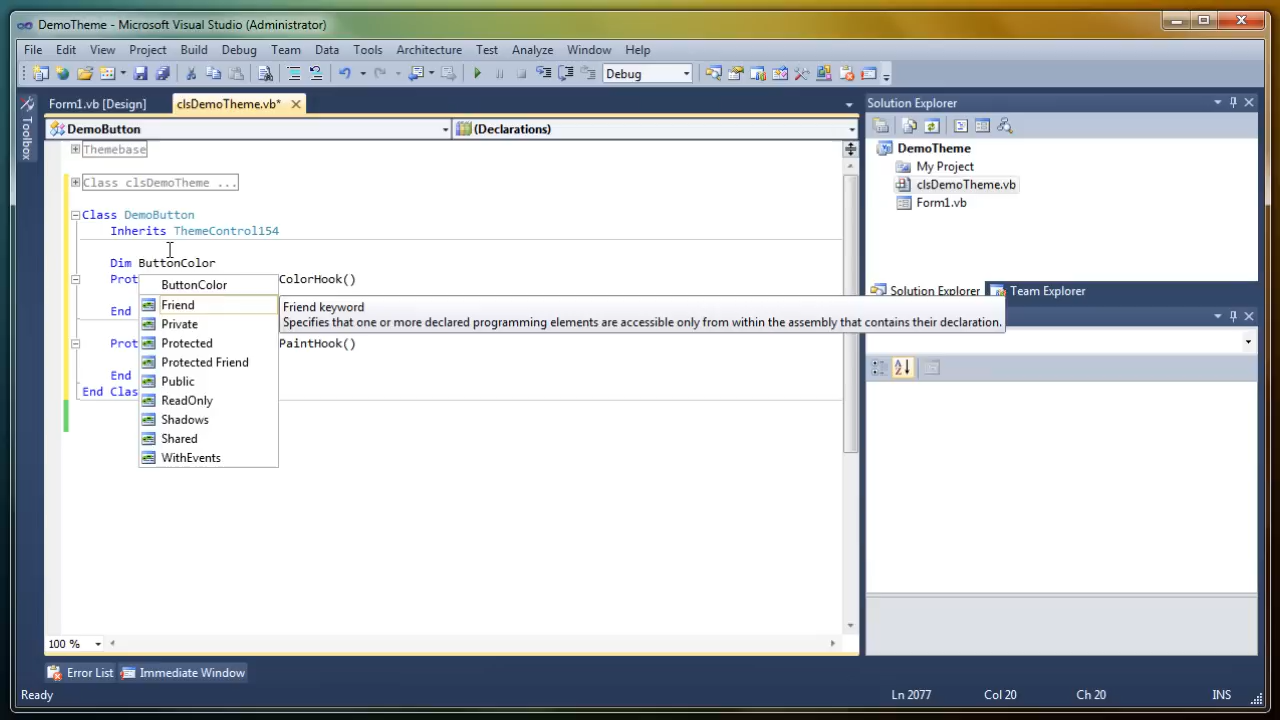 DemoTheme - Microsoft Visual Studio (Administrator)
File Edit View Project Build Debug Team Data Tools Architecture Test Analyze Window Help
Debug
Toolbox
Form1.vb [Design] clsDemoTheme.vb*
DemoButton (Declarations)
Themebase
Class clsDemoTheme ...
Class DemoButton
Inherits ThemeControl154
Dim ButtonColor
Prot ColorHook()
End
Prot PaintHook()
End
End Clas
ButtonColor
Friend
Private
Protected
Protected Friend
Public
ReadOnly
Shadows
Shared
WithEvents
Friend keyword
Specifies that one or more declared programming elements are accessible only from within the assembly that contains their declaration.
100 %
Solution Explorer
DemoTheme
My Project
clsDemoTheme.vb
Form1.vb
Solution Explorer Team Explorer
Error List Immediate Window
Ready Ln 2077 Col 20 Ch 20 INS